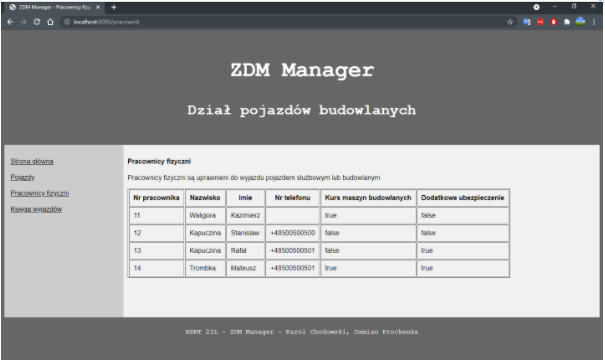 ZDM Manager - Pracownicy fizy
localhost:8080/pracownik
ZDM Manager
Dział pojazdów budowlanych
Strona główna
Pojazdy
Pracownicy fizyczni
Księga wyjazdów
Pracownicy fizyczni
Pracownicy fizyczni są uprawnieni do wyjazdu pojazdem służbowym lub budowlanym
Nr pracownika Nazwisko Imie Nr telefonu Kurs maszyn budowlanych Dodatkowe ubezpieczenie
11 Waligora Kazimierz true false
12 Kapuczina Stanislaw +48500500500 false false
13 Kapuczina Rafal +48500500501 false true
14 Trombka Mateusz +48500500501 true true
21L - ZDM Manager - Karol Chodowski, Damian Prochenka